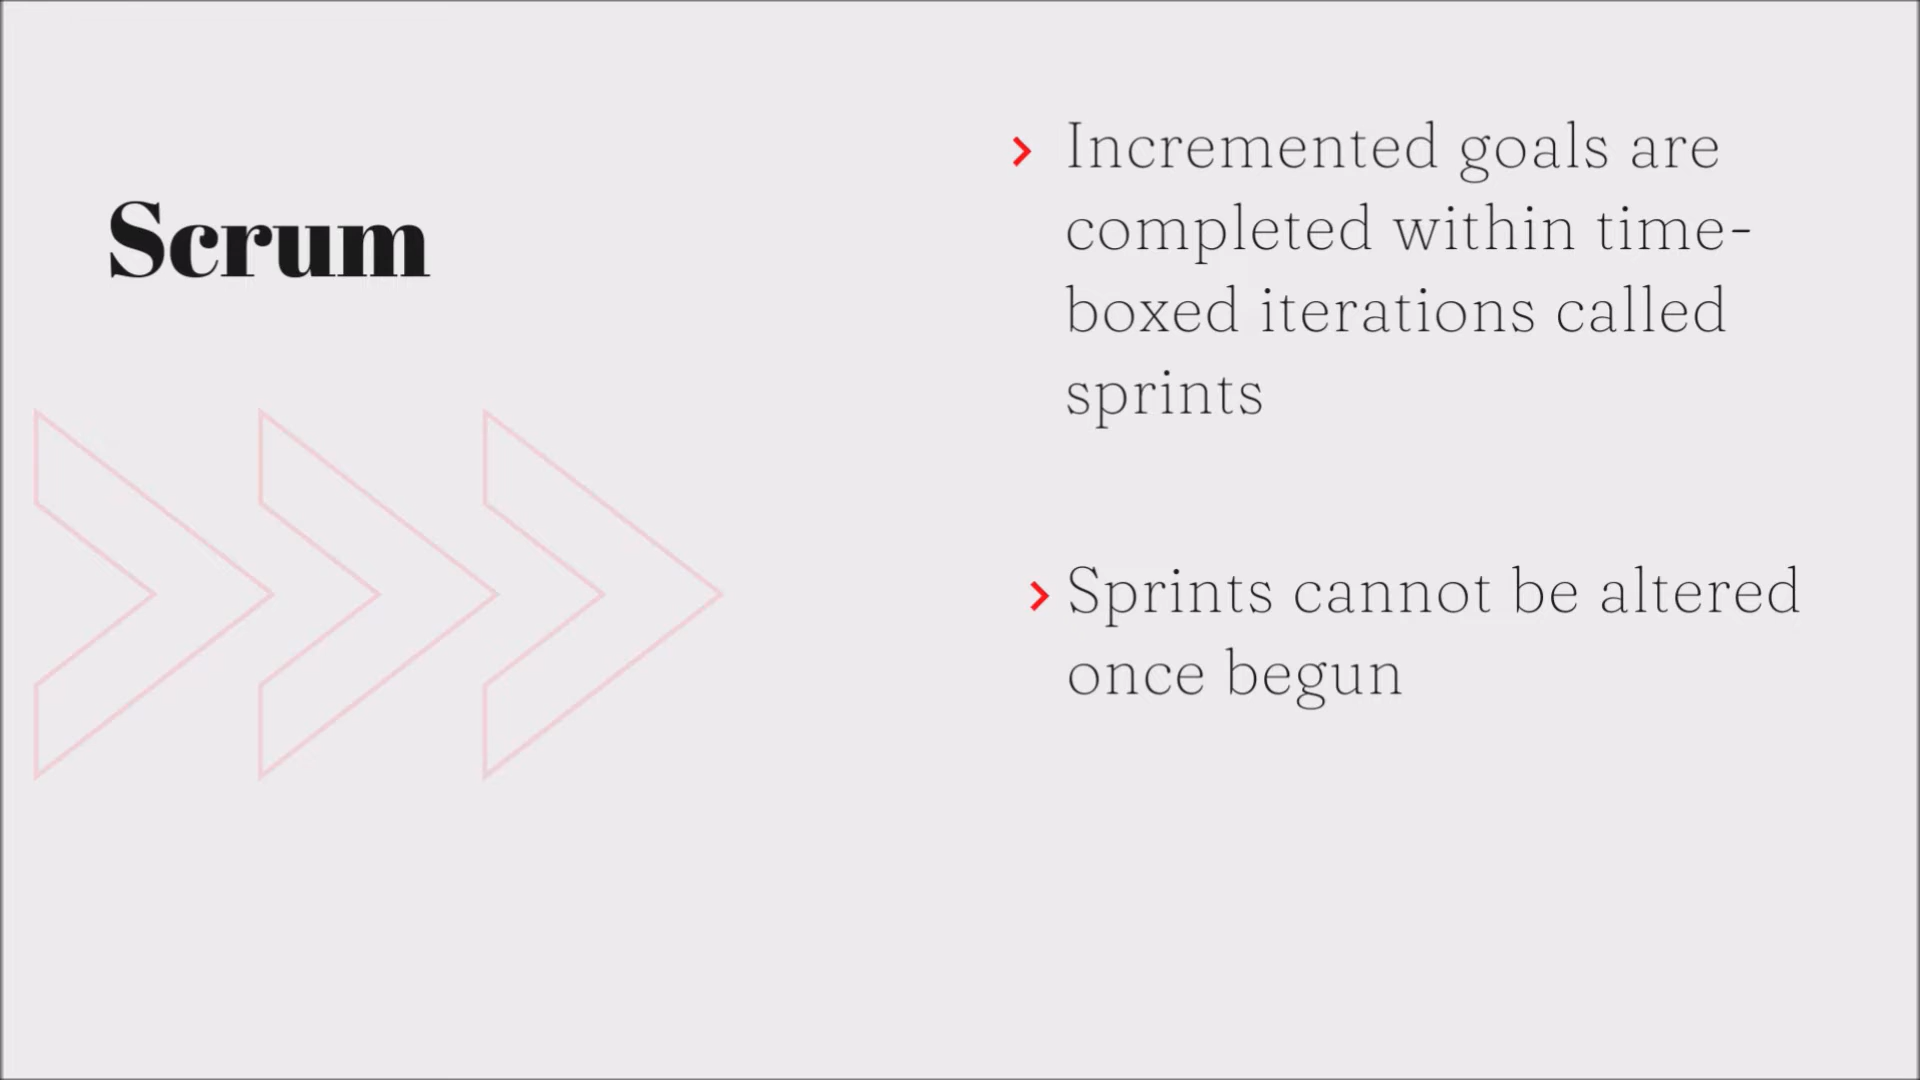 Scrum
Incremented goals are
completed within time-
boxed iterations called
sprints
Sprints cannot be altered
once begun